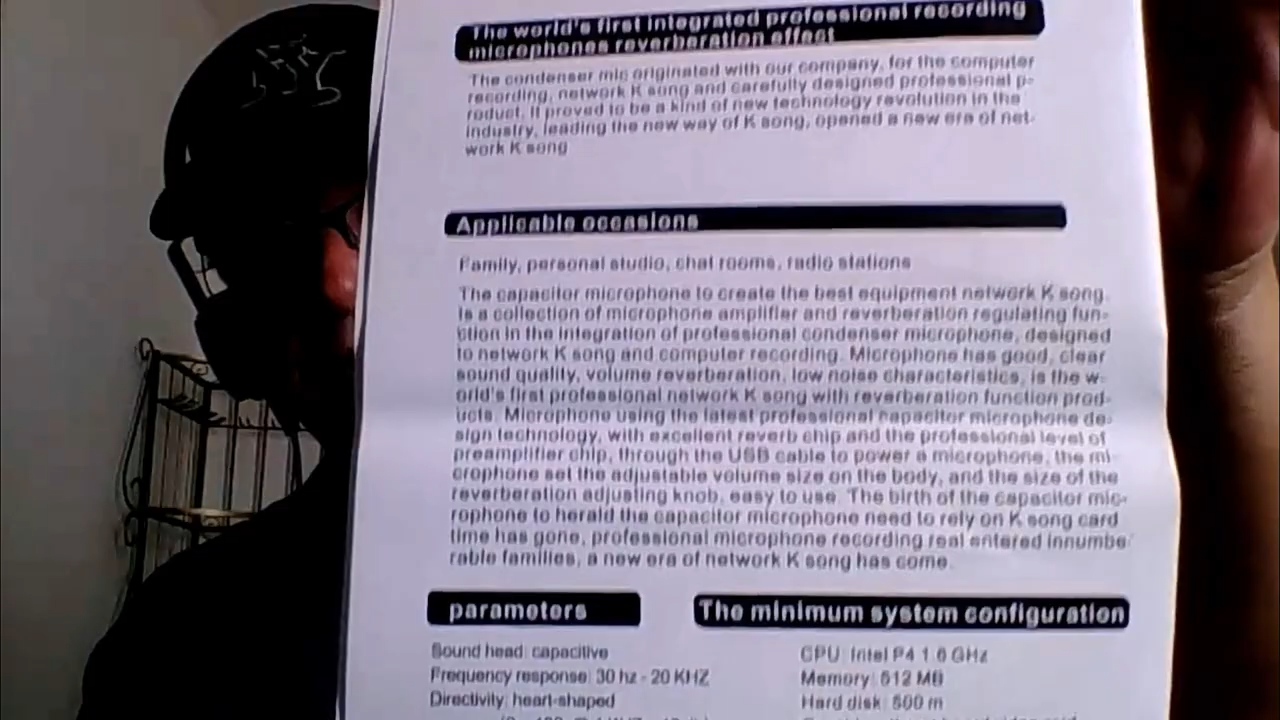 The world's first integrated professional recording
microphones reverberation effect
The condenser mic originated with our company, for the computer
recording, network K song and carefully designed professional p-
roduct. It proved to be a kind of new technology revolution in the
industry, leading the new way of K song, opened a new era of net-
work K song
Applicable occasions
Family, personal studio, chat rooms, radio stations
The capacitor microphone to create the best equipment network K song.
Is a collection of microphone amplifier and reverberation regulating fun-
ction in the integration of professional condenser microphone, designed
to network K song and computer recording. Microphone has good, clear
sound quality, volume reverberation, low noise characteristics, is the w-
orld's first professional network K song with reverberation function prod-
ucts. Microphone using the latest professional capacitor microphone de-
sign technology, with excellent reverb chip and the professional level of
preamplifier chip, through the USB cable to power a microphone, the mi-
crophone set the adjustable volume size on the body, and the size of the
reverberation adjusting knob, easy to use. The birth of the capacitor mic-
rophone to herald the capacitor microphone need to rely on K song card
time has gone, professional microphone recording real entered innumbe-
rable families, a new era of network K song has come.
parameters
The minimum system configuration
Sound head: capacitive
CPU: Intel P4 1.6 GHz
Frequency response: 30 hz - 20 KHZ
Memory: 512 MB
Directivity: heart-shaped
Hard disk: 500 m